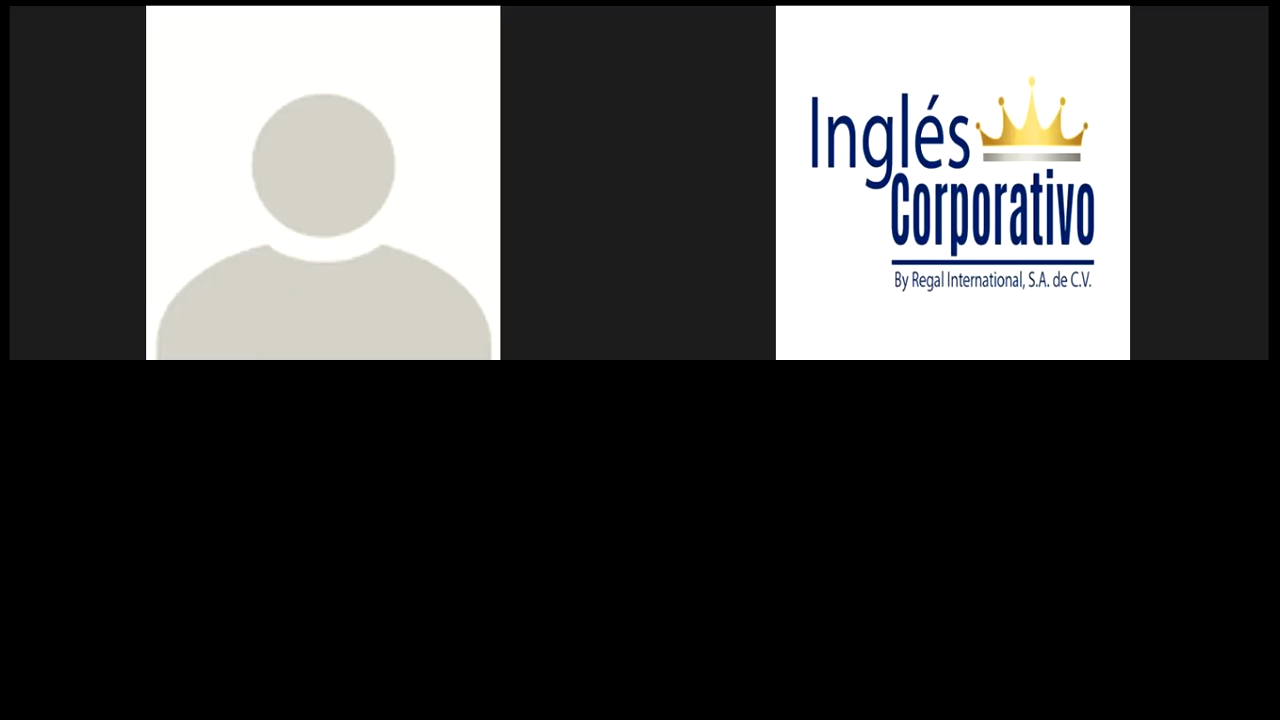 Inglés
Corporativo
By Regal International, S.A. de C.V.